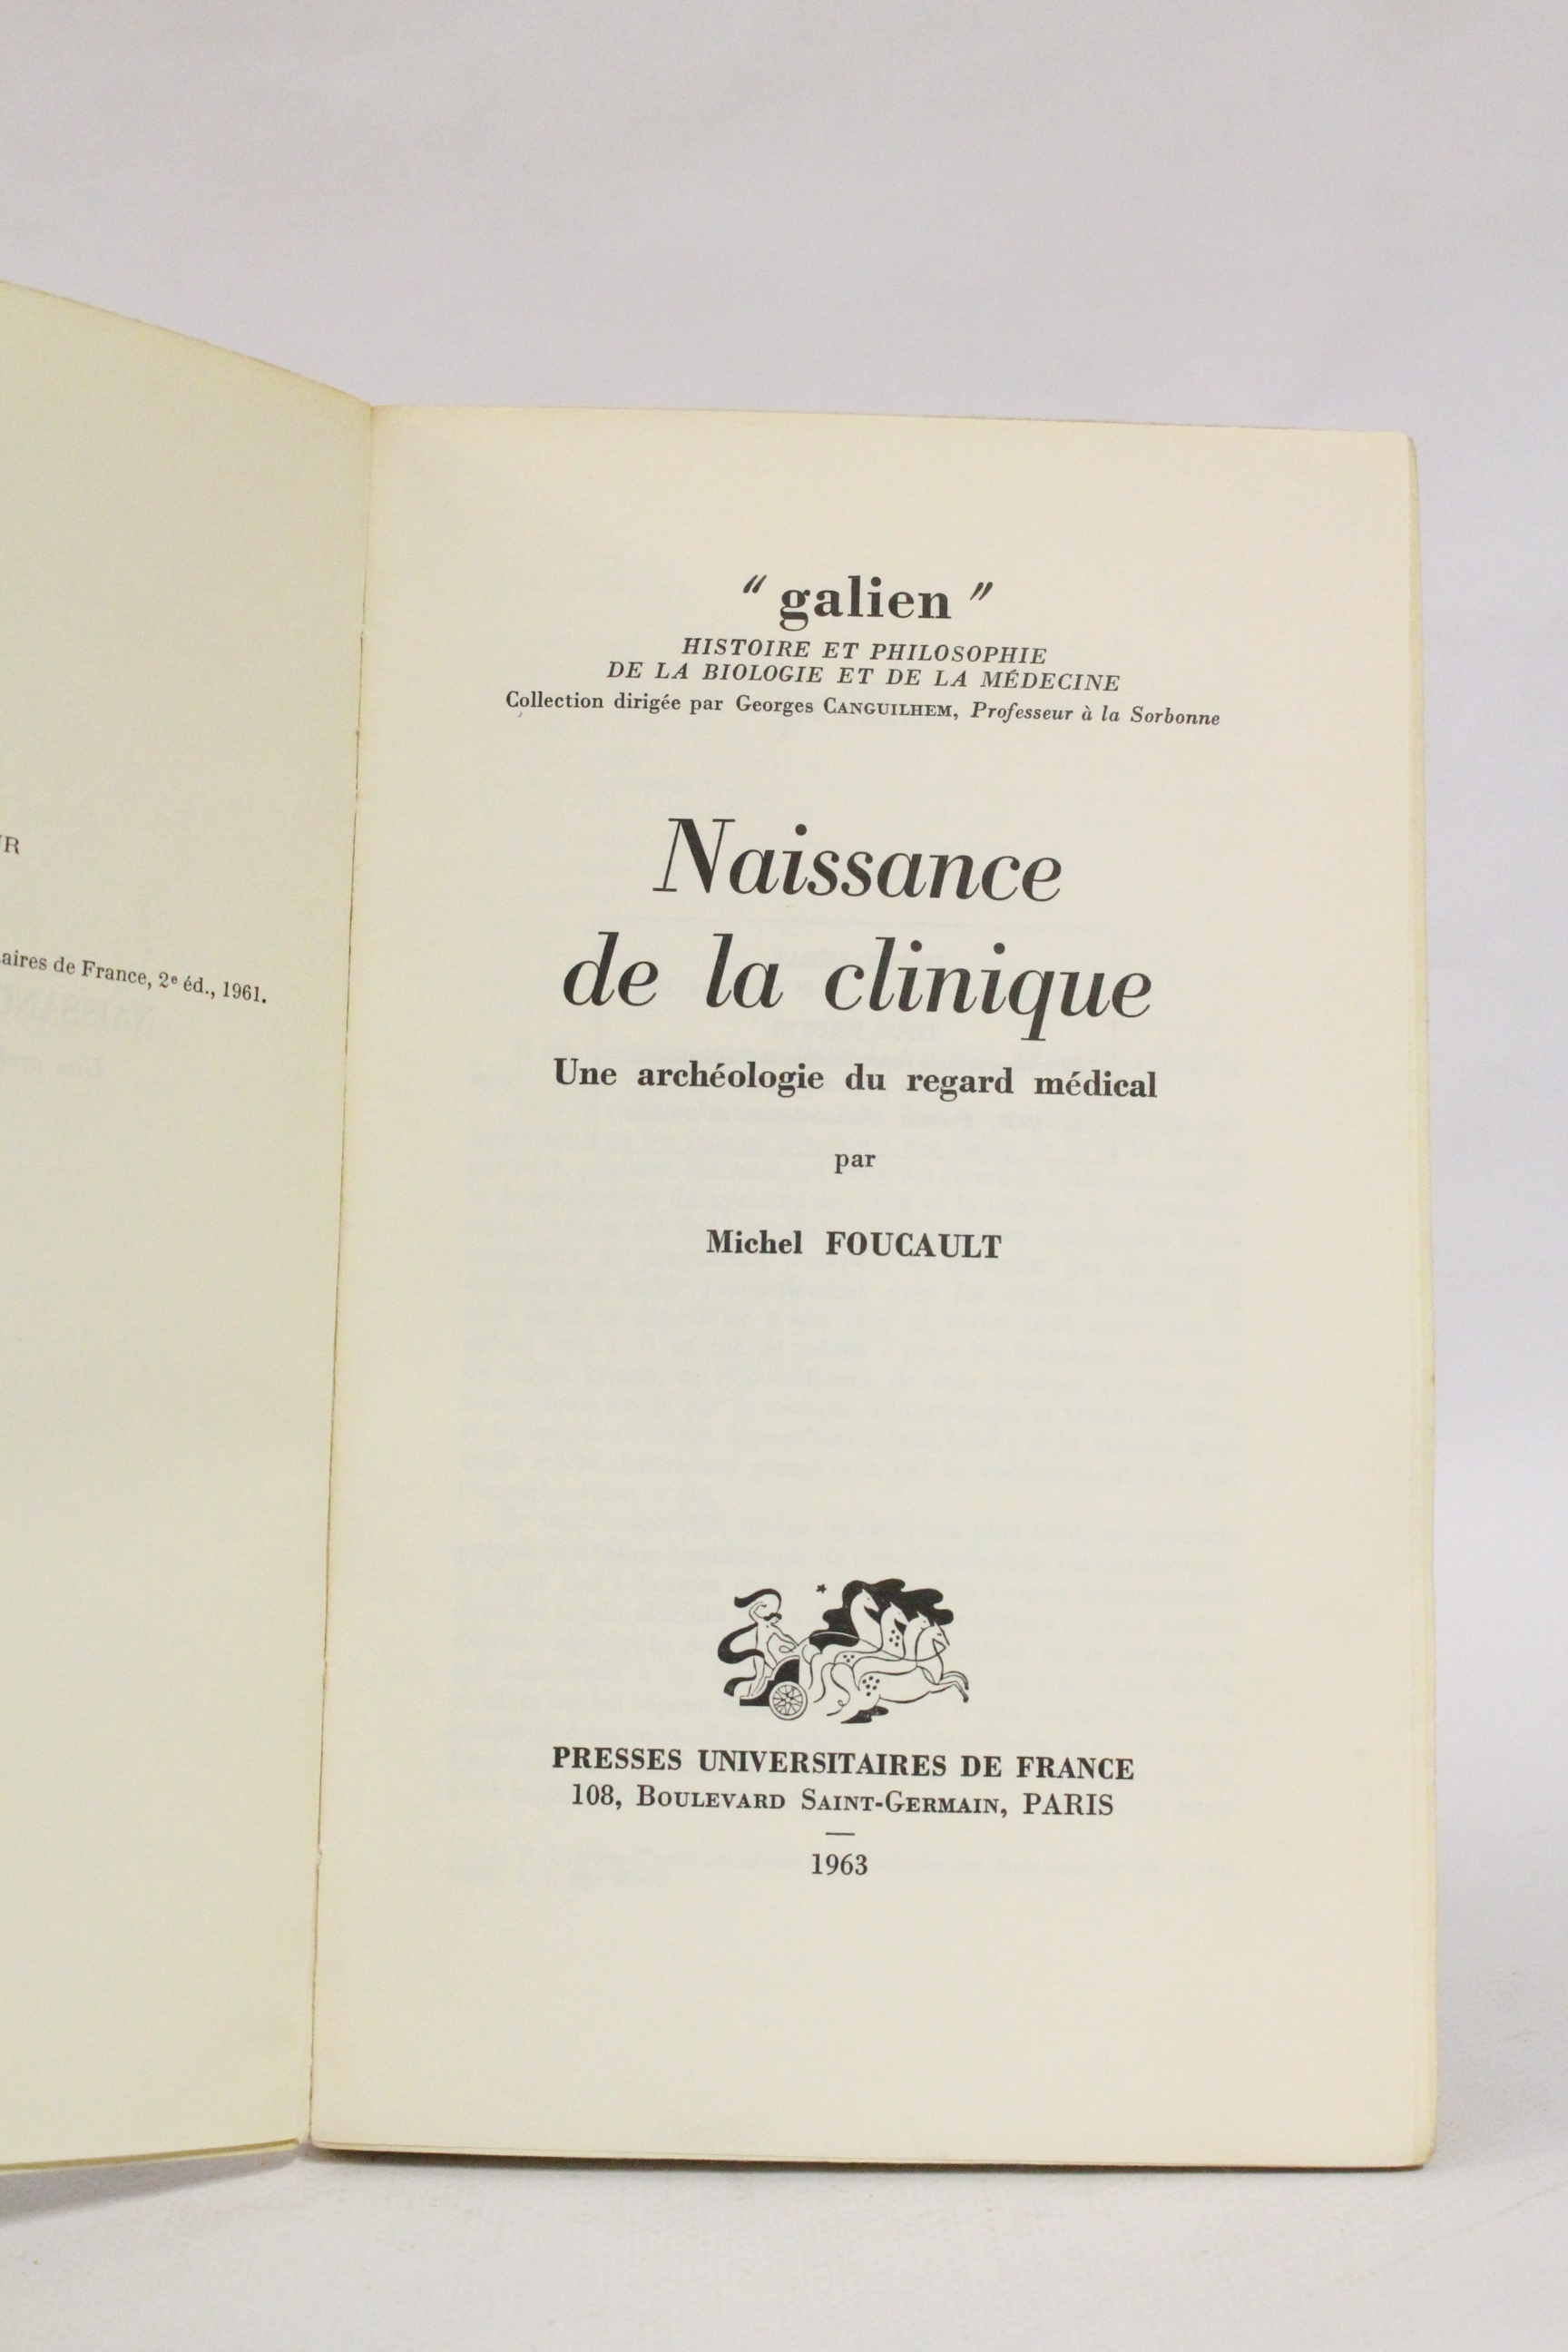 de France, 2e éd., 1961.
" galien "
HISTOIRE ET PHILOSOPHIE
DE LA BIOLOGIE ET DE LA MÉDECINE
Collection dirigée par Georges CANGUILHEM, Professeur à la Sorbonne
Naissance
de la clinique
Une archéologie du regard médical
par
Michel FOUCAULT
PRESSES UNIVERSITAIRES DE FRANCE
108, BOULEVARD SAINT-GERMAIN, PARIS
1963